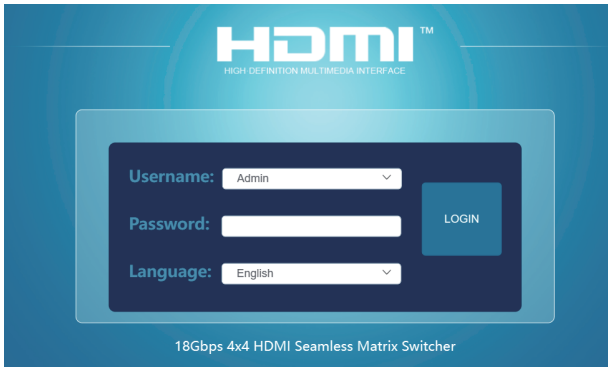 HDMI™
HIGH-DEFINITION MULTIMEDIA INTERFACE
Username: Admin
Password:
LOGIN
Language: English
18Gbps 4x4 HDMI Seamless Matrix Switcher